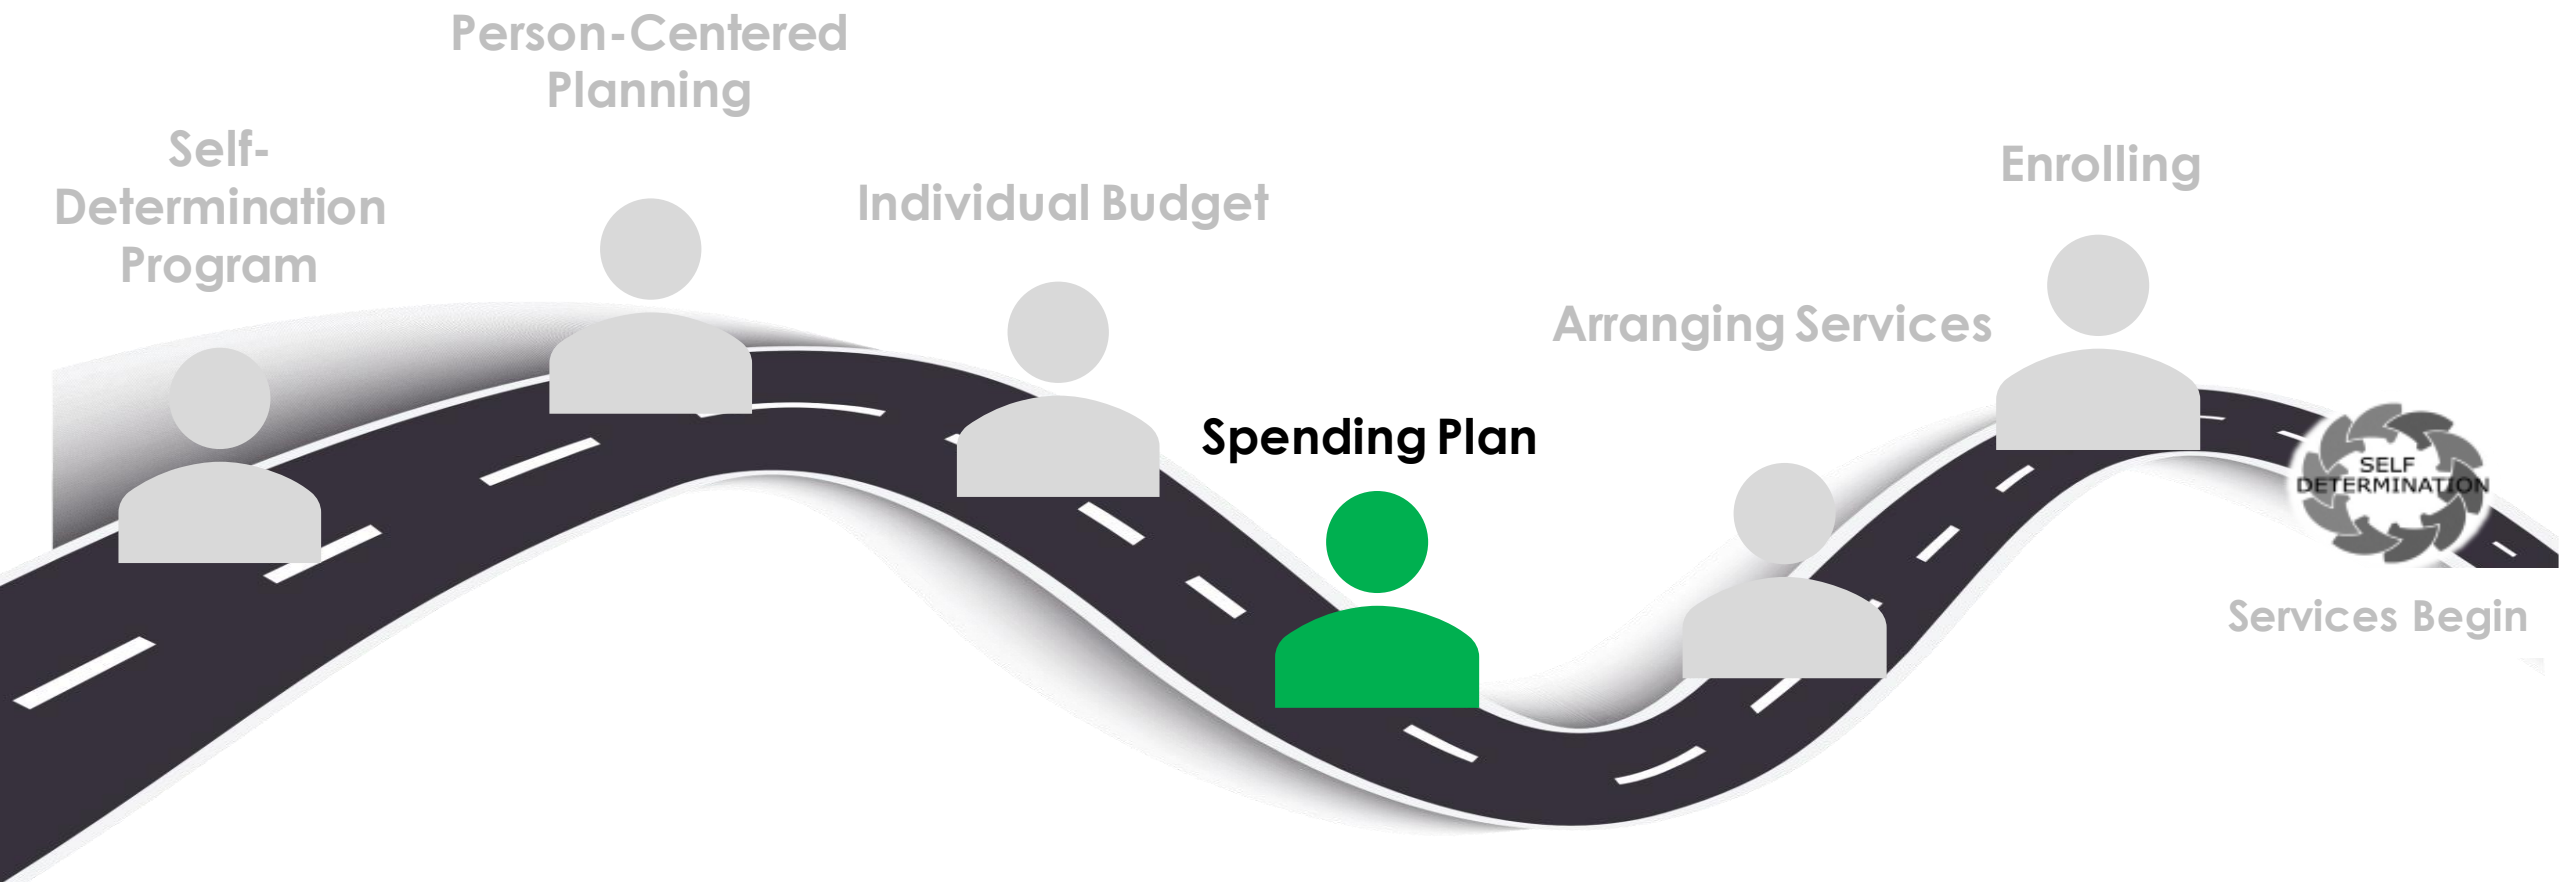 Person-Centered
Planning
Self-
Determination
Program
Individual Budget
Enrolling
Arranging Services
Spending Plan
SELF
DETERMINATION
Services Begin